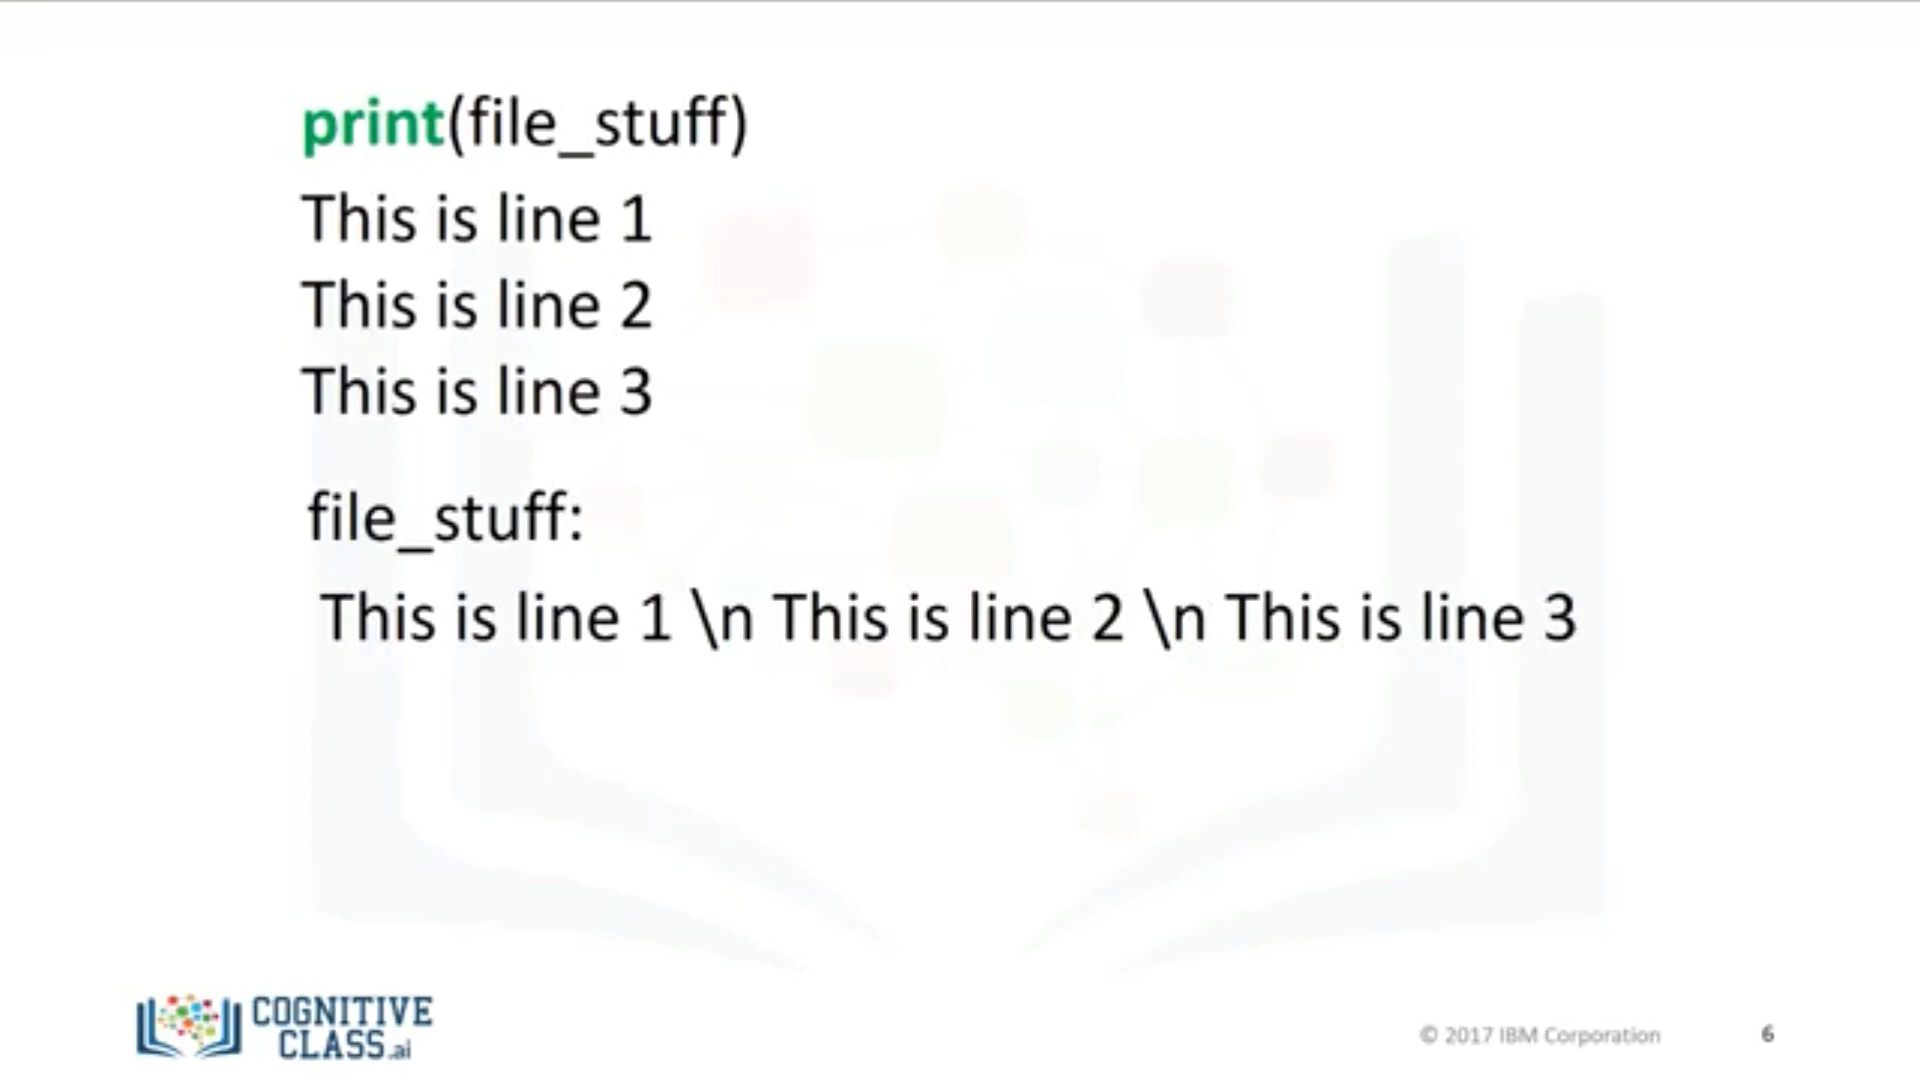 print(file_stuff)
This is line 1
This is line 2
This is line 3
file_stuff:
This is line 1 \n This is line 2 \n This is line 3
COGNITIVE
CLASS.ai
© 2017 IBM Corporation
6